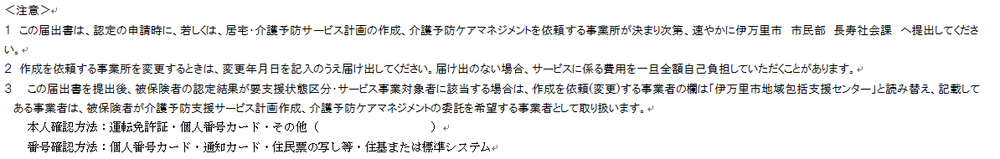 ＜注意＞
1　この届出書は、認定の申請時に、若しくは、居宅・介護予防サービス計画の作成、介護予防ケアマネジメントを依頼する事業所が決まり次第、速やかに伊万里市　市民部　長寿社会課　へ提出してくださ
い。
2　作成を依頼する事業所を変更するときは、変更年月日を記入のうえ届け出してください。届け出のない場合、サービスに係る費用を一旦全額自己負担していただくことがあります。
3　この届出書を提出後、被保険者の認定結果が要支援状態区分・サービス事業対象者に該当する場合は、作成を依頼(変更)する事業者の欄は「伊万里市地域包括支援センター」と読み替え、記載して
ある事業者は、被保険者が介護予防支援サービス計画作成、介護予防ケアマネジメントの委託を希望する事業者として取り扱います。
本人確認方法：運転免許証・個人番号カード・その他（　　　　　　　　　　）
番号確認方法：個人番号カード・通知カード・住民票の写し等・住基または標準システム